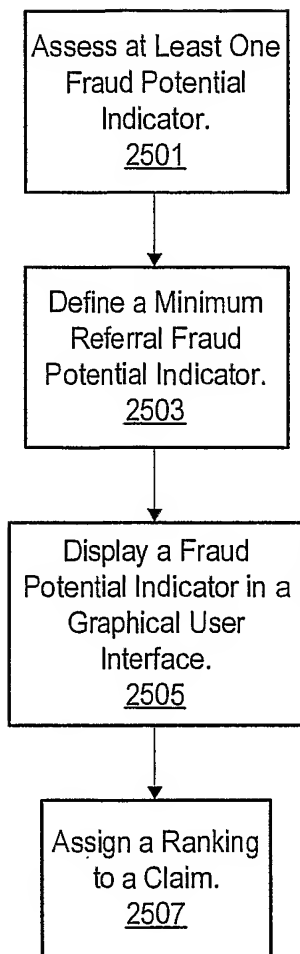 Assess at Least One
Fraud Potential
Indicator.
2501
Define a Minimum
Referral Fraud
Potential Indicator.
2503
Display a Fraud
Potential Indicator in a
Graphical User
Interface.
2505
Assign a Ranking
to a Claim.
2507